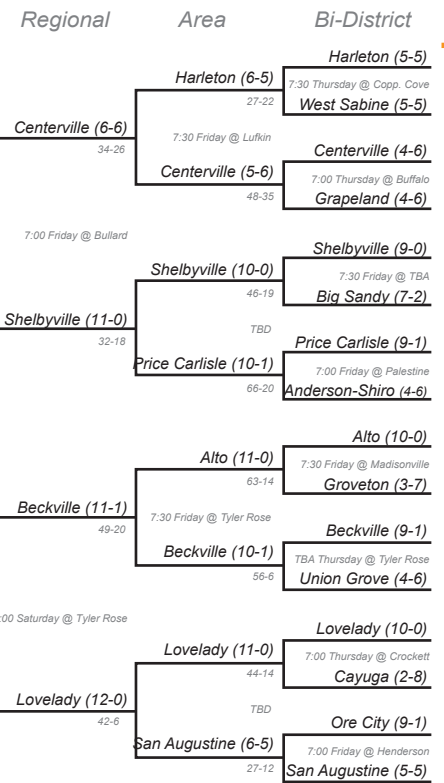 Regional Area Bi-District
Harleton (5-5)
Harleton (6-5)
7:30 Thursday @ Copp. Cove
27-22
West Sabine (5-5)
Centerville (6-6)
7:30 Friday @ Lufkin
34-26
Centerville (4-6)
Centerville (5-6)
7:00 Thursday @ Buffalo
48-35
Grapeland (4-6)
7:00 Friday @ Bullard
Shelbyville (9-0)
Shelbyville (10-0)
7:30 Friday @ TBA
46-19
Big Sandy (7-2)
Shelbyville (11-0)
TBD
32-18
Price Carlisle (9-1)
Price Carlisle (10-1)
7:00 Friday @ Palestine
66-20
Anderson-Shiro (4-6)
Alto (10-0)
Alto (11-0)
7:30 Friday @ Madisonville
63-14
Groveton (3-7)
Beckville (11-1)
7:30 Friday @ Tyler Rose
49-20
Beckville (9-1)
Beckville (10-1)
TBA Thursday @ Tyler Rose
56-6
Union Grove (4-6)
:00 Saturday @ Tyler Rose
Lovelady (10-0)
Lovelady (11-0)
7:00 Thursday @ Crockett
44-14
Cayuga (2-8)
Lovelady (12-0)
TBD
42-6
Ore City (9-1)
San Augustine (6-5)
7:00 Friday @ Henderson
27-12
San Augustine (5-5)